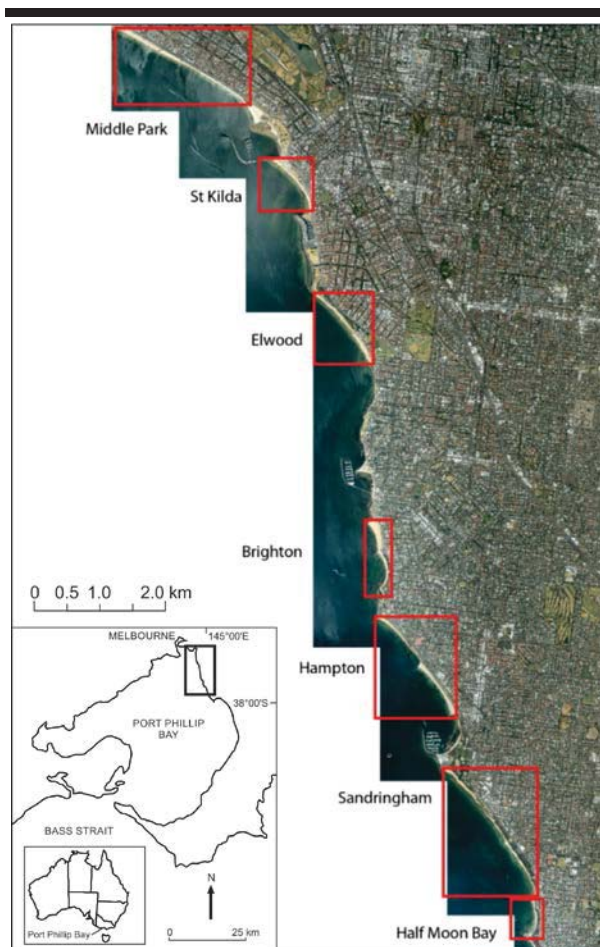 Middle Park
St Kilda
Elwood
Brighton
0 0.5 1.0 2.0 km
MELBOURNE 145°00'E
Hampton
38°00'S
PORT PHILLIP
BAY
Sandringham
BASS STRAIT
N
Port Phillip Bay
0 25 km
Half Moon Bay